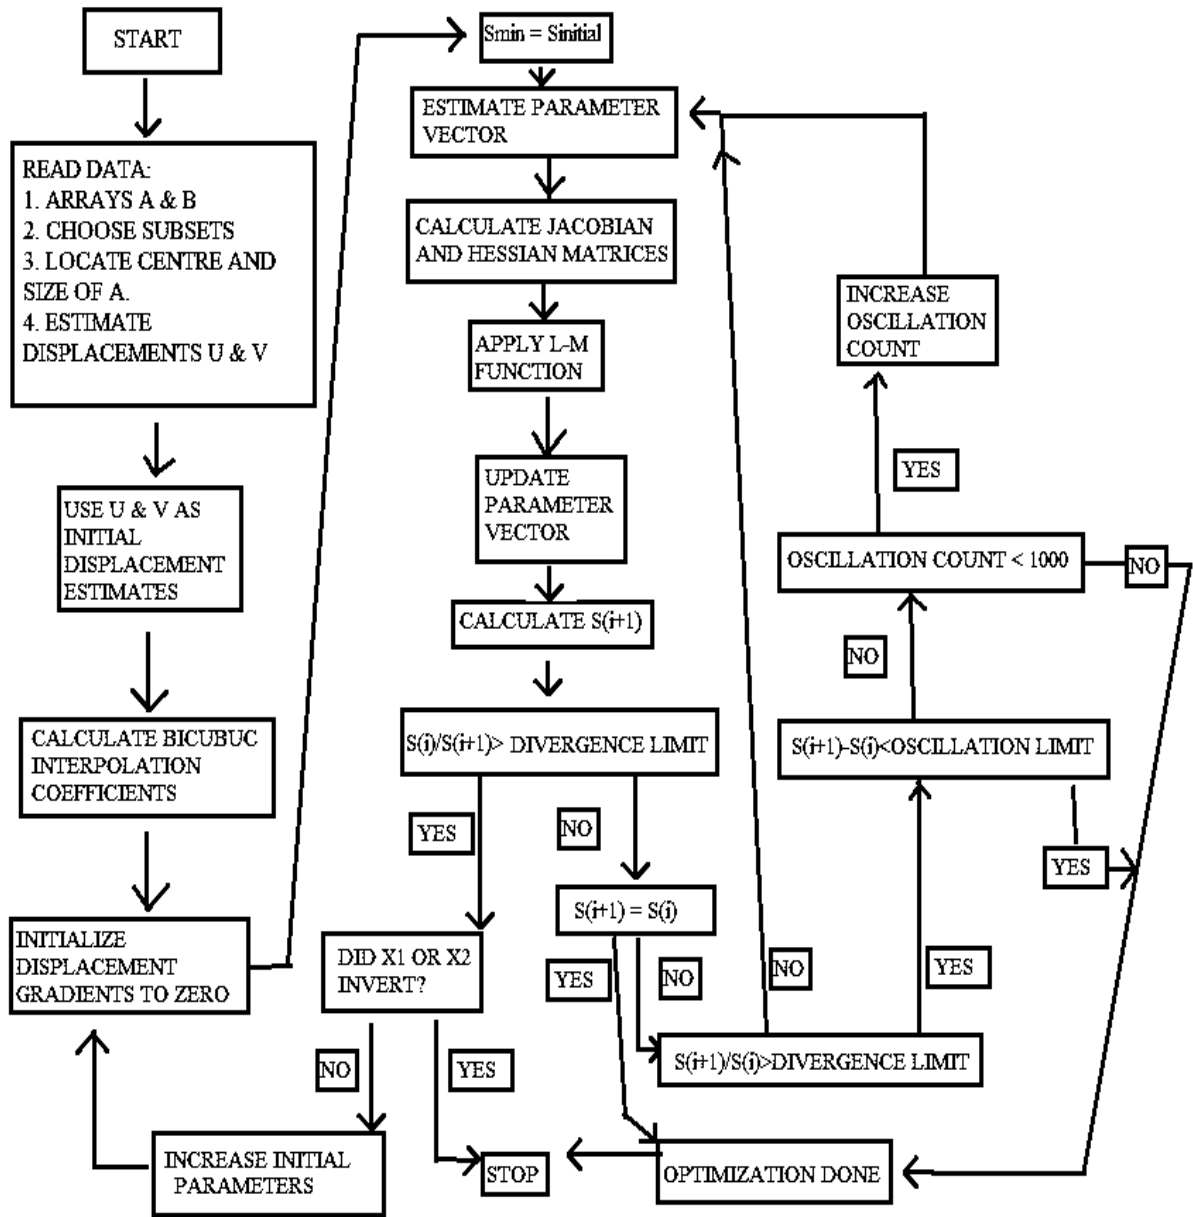 START
READ DATA:
1. ARRAYS A & B
2. CHOOSE SUBSETS
3. LOCATE CENTRE AND
SIZE OF A.
4. ESTIMATE
DISPLACEMENTS U & V
USE U & V AS
INITIAL
DISPLACEMENT
ESTIMATES
CALCULATE BICUBUC
INTERPOLATION
COEFFICIENTS
INITIALIZE
DISPLACEMENT
GRADIENTS TO ZERO
Smin = Sinitial
ESTIMATE PARAMETER
VECTOR
CALCULATE JACOBIAN
AND HESSIAN MATRICES
APPLY L-M
FUNCTION
UPDATE
PARAMETER
VECTOR
CALCULATE S(i+1)
S(i)/S(i+1)> DIVERGENCE LIMIT
YES
NO
DID X1 OR X2
INVERT?
NO
YES
INCREASE INITIAL
PARAMETERS
STOP
S(i+1) = S(i)
YES
NO
S(i+1)/S(i)>DIVERGENCE LIMIT
NO
YES
S(i+1)-S(i)<OSCILLATION LIMIT
NO
YES
OSCILLATION COUNT < 1000
NO
YES
INCREASE
OSCILLATION
COUNT
OPTIMIZATION DONE